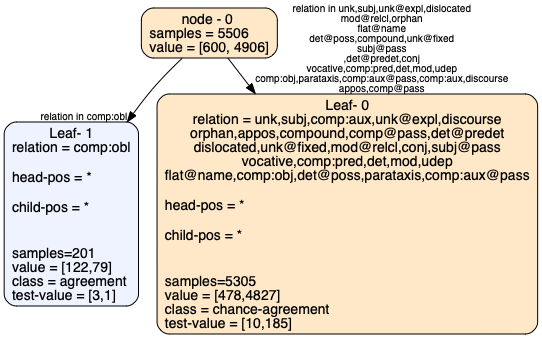 node - 0
samples = 5506
value = [600, 4906]
relation in unk,subj,unk@expl,dislocated
mod@relcl,orphan
flat@name
det@poss,compound,unk@fixed
subj@pass
,det@predet,conj
vocative,comp:pred,det,mod,udep
comp:obj,parataxis,comp:aux@pass,comp:aux,discourse
appos,comp@pass
relation in comp:obl
Leaf- 1
relation = comp:obl
head-pos = *
child-pos = *
samples=201
value = [122,79]
class = agreement
test-value = [3,1]
Leaf- 0
relation = unk,subj,comp:aux,unk@expl,discourse
orphan,appos,compound,comp@pass,det@predet
dislocated,unk@fixed,mod@relcl,conj,subj@pass
vocative,comp:pred,det,mod,udep
flat@name,comp:obj,det@poss,parataxis,comp:aux@pass
head-pos = *
child-pos = *
samples=5305
value = [478,4827]
class = chance-agreement
test-value = [10,185]